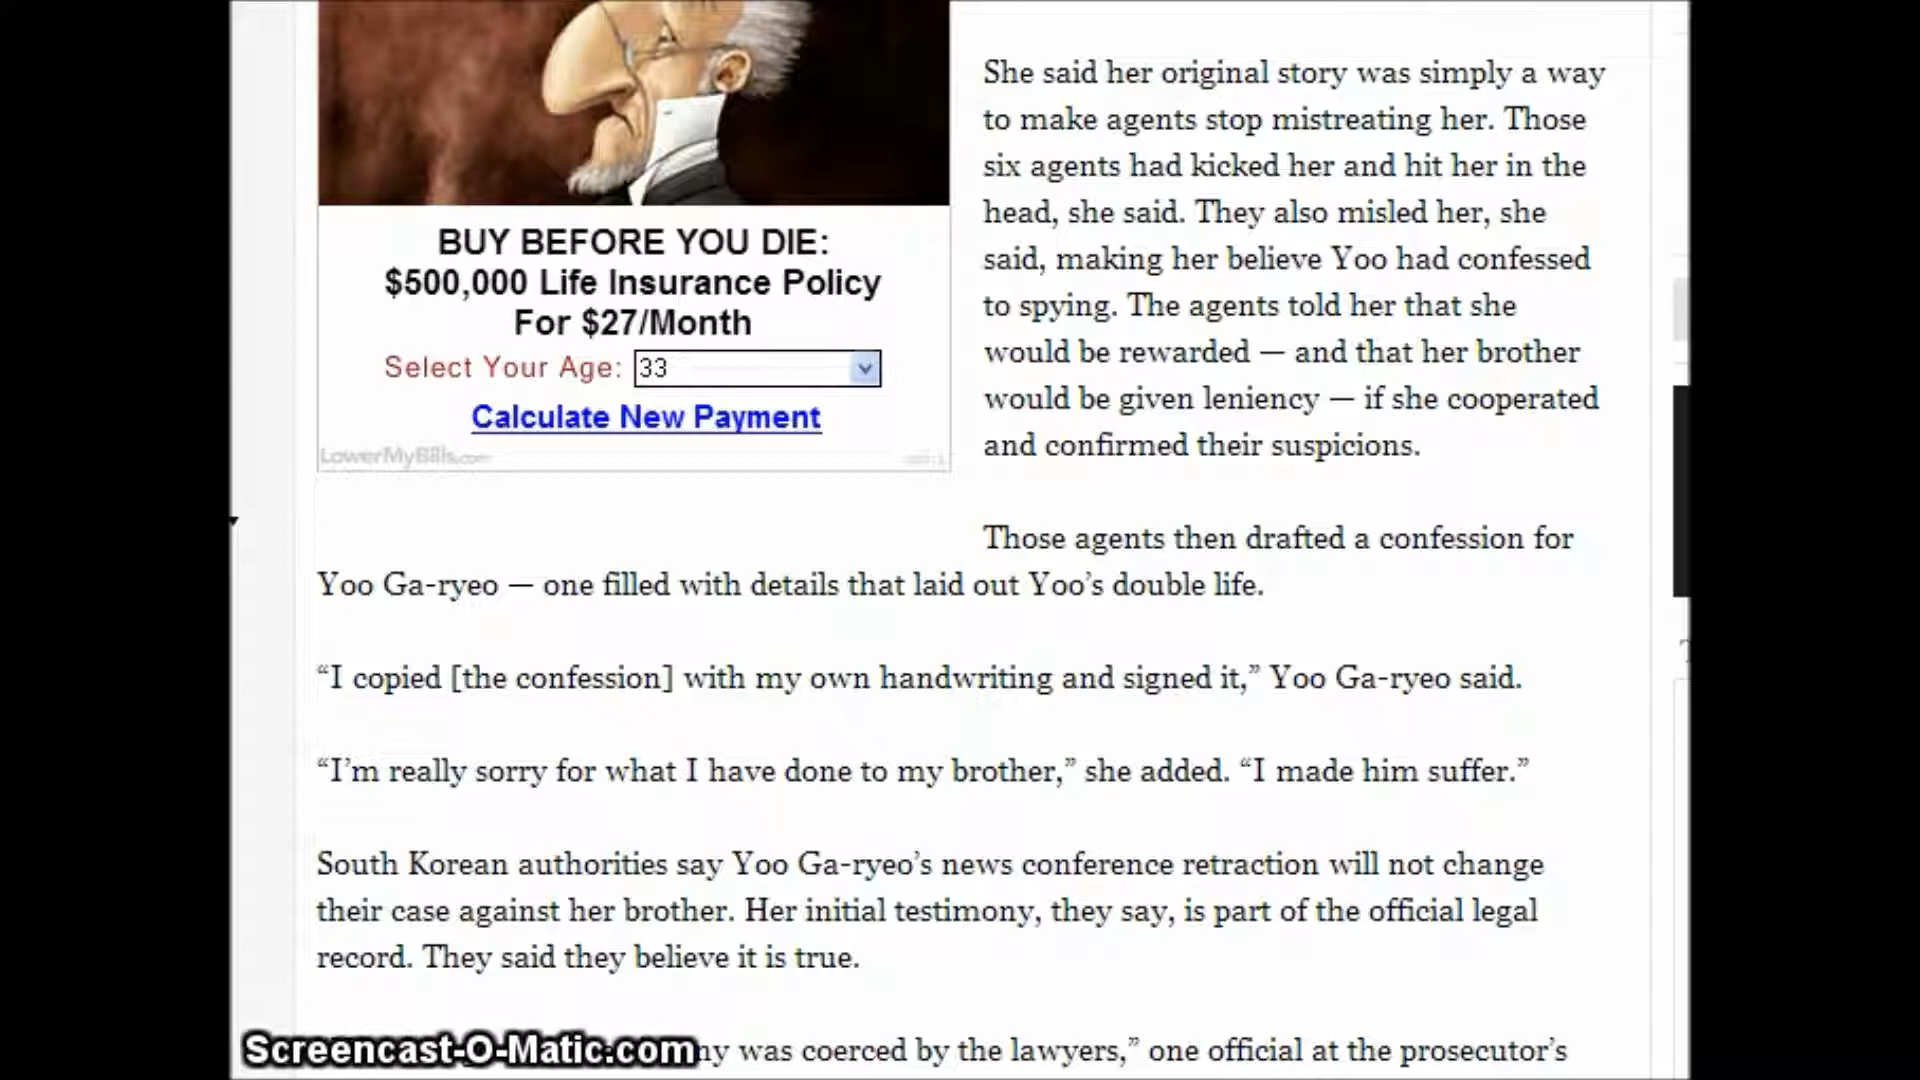 BUY BEFORE YOU DIE:
$500,000 Life Insurance Policy
For $27/Month
Select Your Age: 33
Calculate New Payment
LowerMyBills.com
She said her original story was simply a way
to make agents stop mistreating her. Those
six agents had kicked her and hit her in the
head, she said. They also misled her, she
said, making her believe Yoo had confessed
to spying. The agents told her that she
would be rewarded — and that her brother
would be given leniency — if she cooperated
and confirmed their suspicions.
Those agents then drafted a confession for
Yoo Ga-ryeo — one filled with details that laid out Yoo’s double life.
“I copied [the confession] with my own handwriting and signed it,” Yoo Ga-ryeo said.
“I’m really sorry for what I have done to my brother,” she added. “I made him suffer.”
South Korean authorities say Yoo Ga-ryeo’s news conference retraction will not change
their case against her brother. Her initial testimony, they say, is part of the official legal
record. They said they believe it is true.
was coerced by the lawyers,” one official at the prosecutor’s
Screencast-O-Matic.com